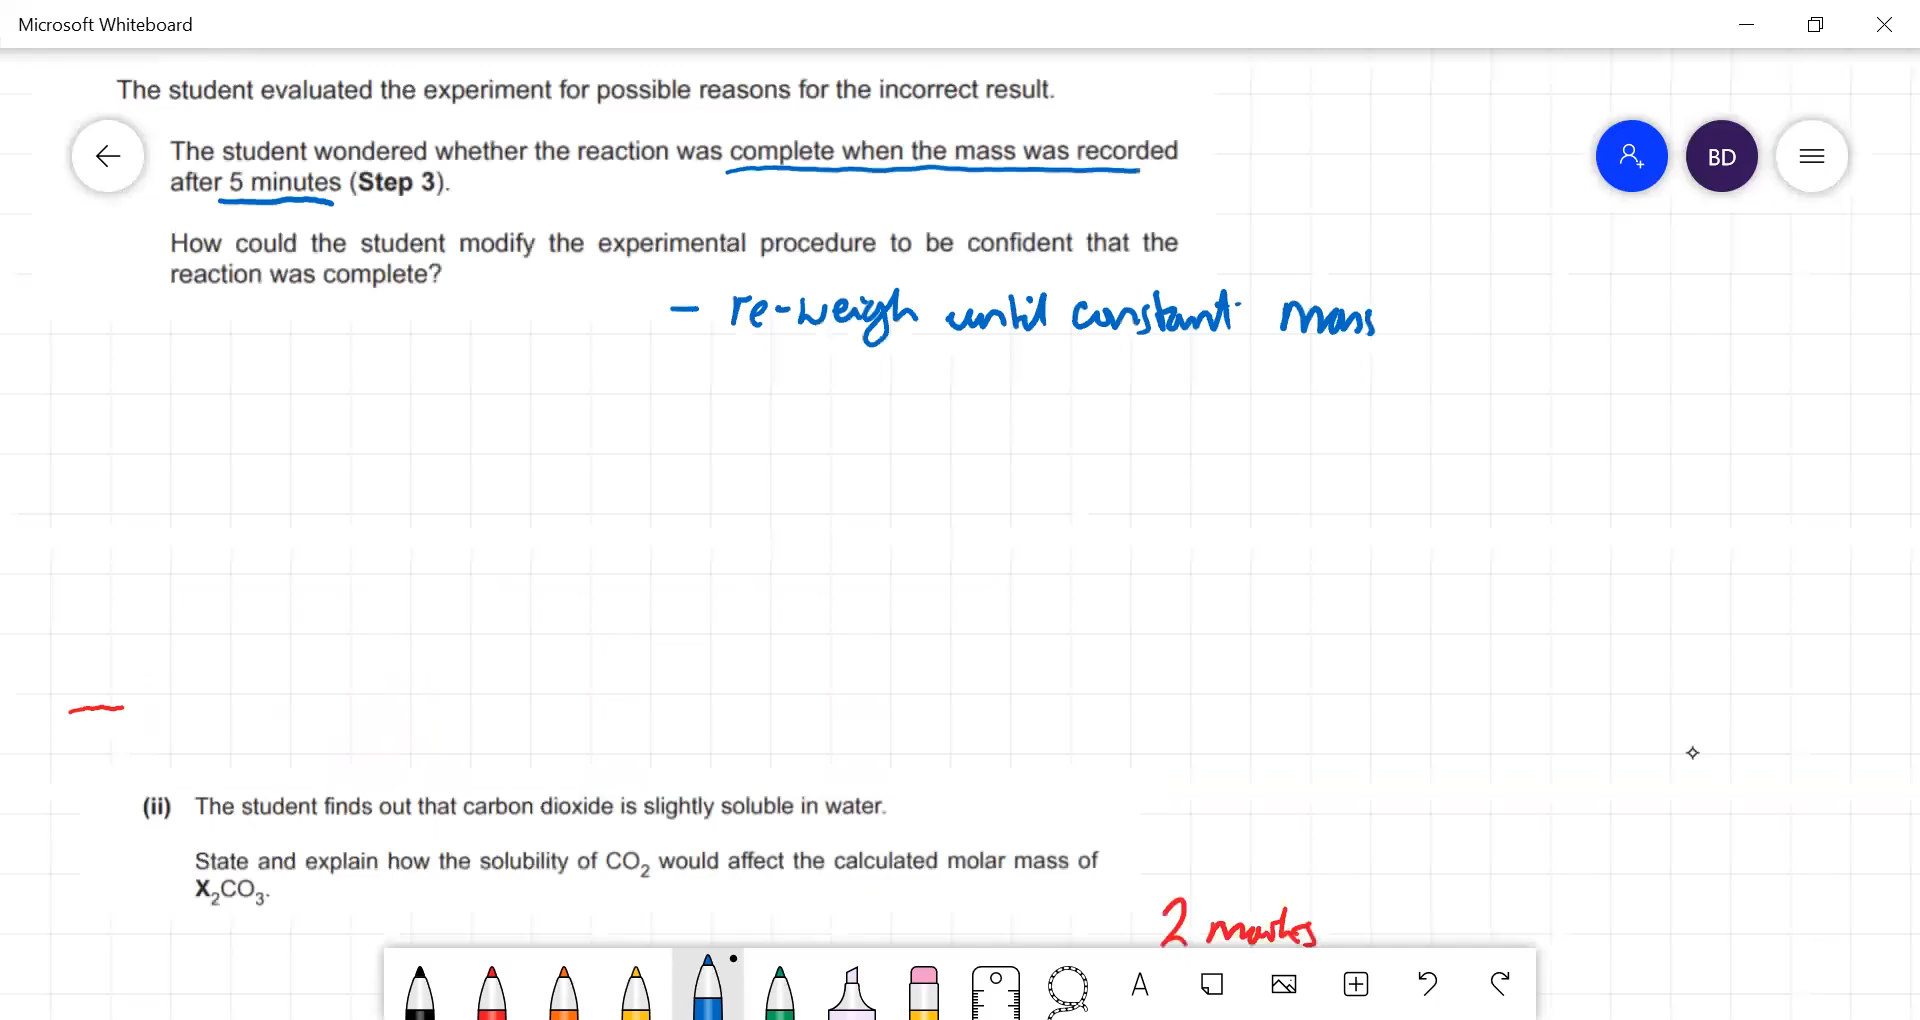 Microsoft Whiteboard
The student evaluated the experiment for possible reasons for the incorrect result.
The student wondered whether the reaction was complete when the mass was recorded
after 5 minutes (Step 3).
BD
How could the student modify the experimental procedure to be confident that the
reaction was complete?
– re-weigh until constant mass
(ii) The student finds out that carbon dioxide is slightly soluble in water.
State and explain how the solubility of CO₂ would affect the calculated molar mass of
X₂CO₃.
2 marks
A